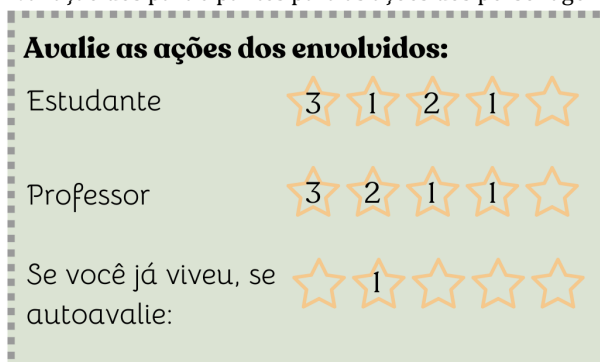 Avalie as ações dos envolvidos:
Estudante 3 1 2 1
Professor 3 2 1 1
Se você já viveu, se
autoavalie: 1